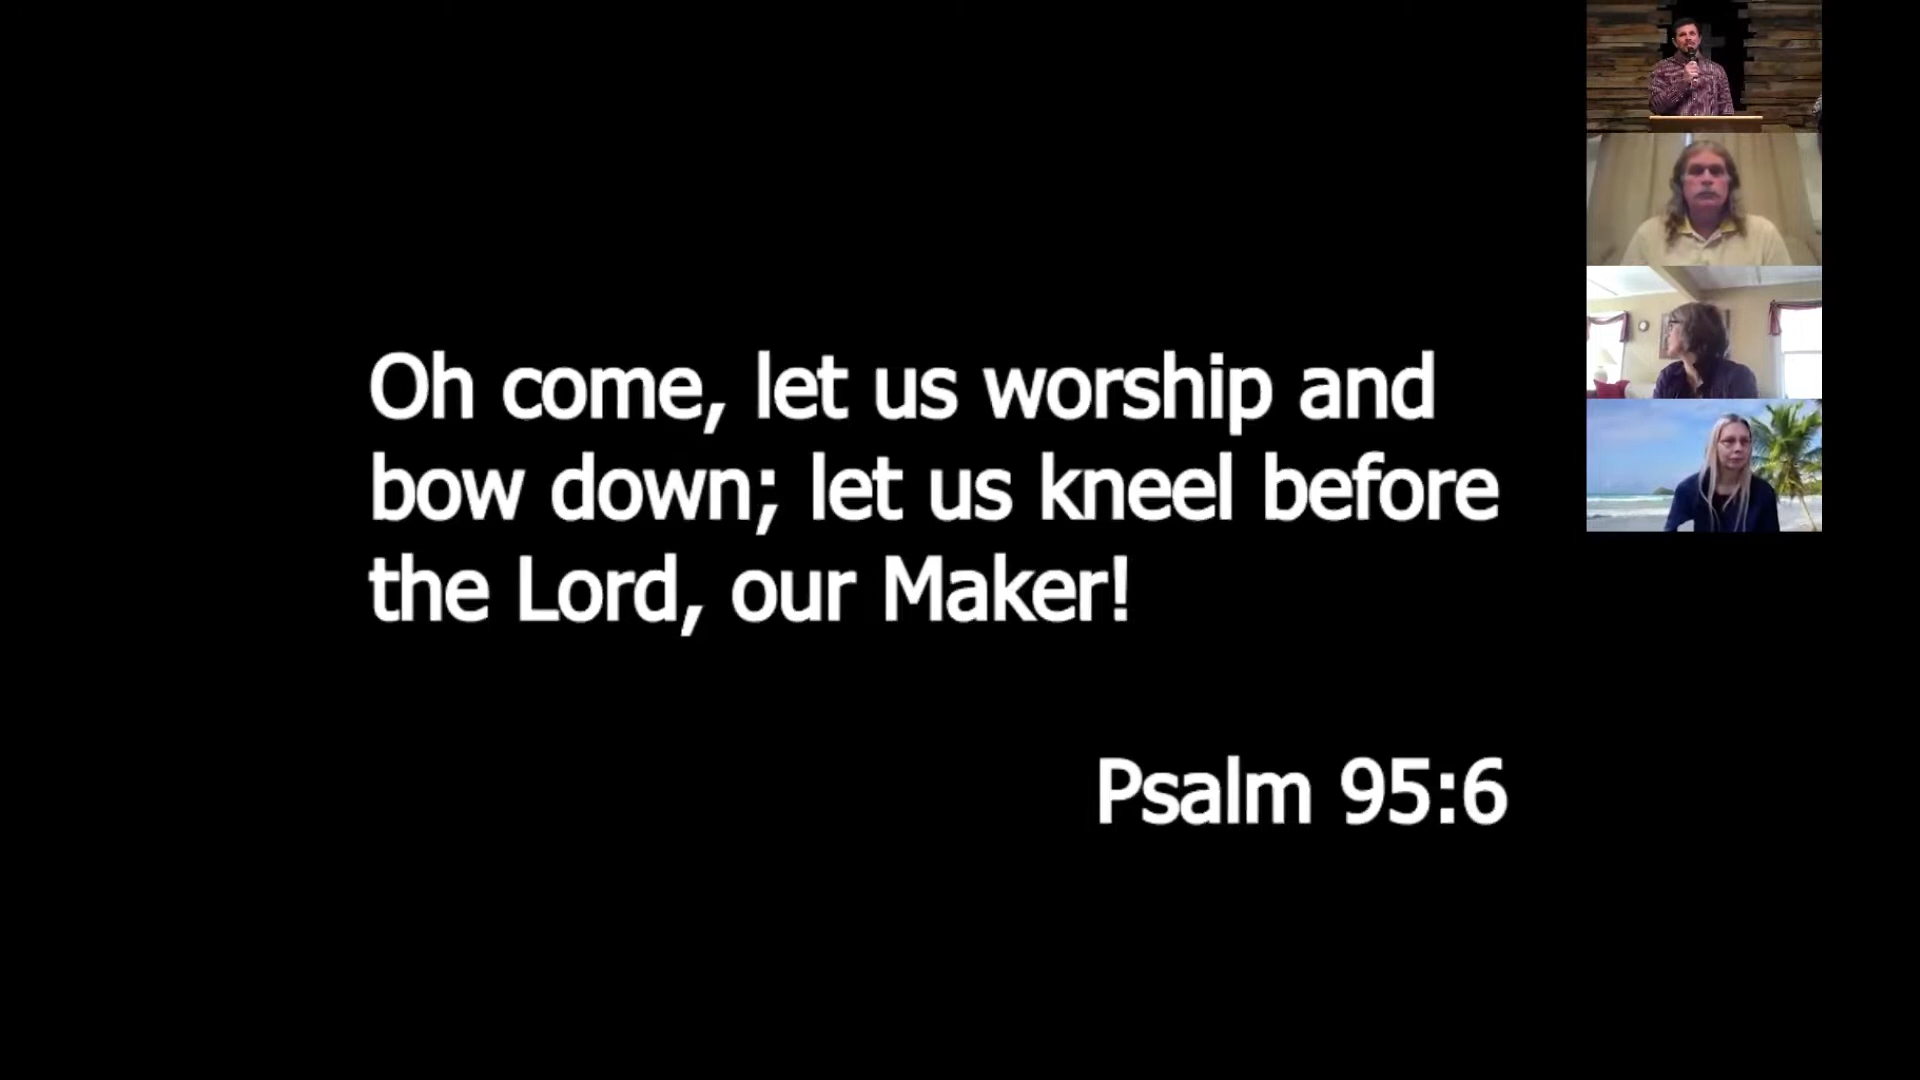 Oh come, let us worship and
bow down; let us kneel before
the Lord, our Maker!
Psalm 95:6